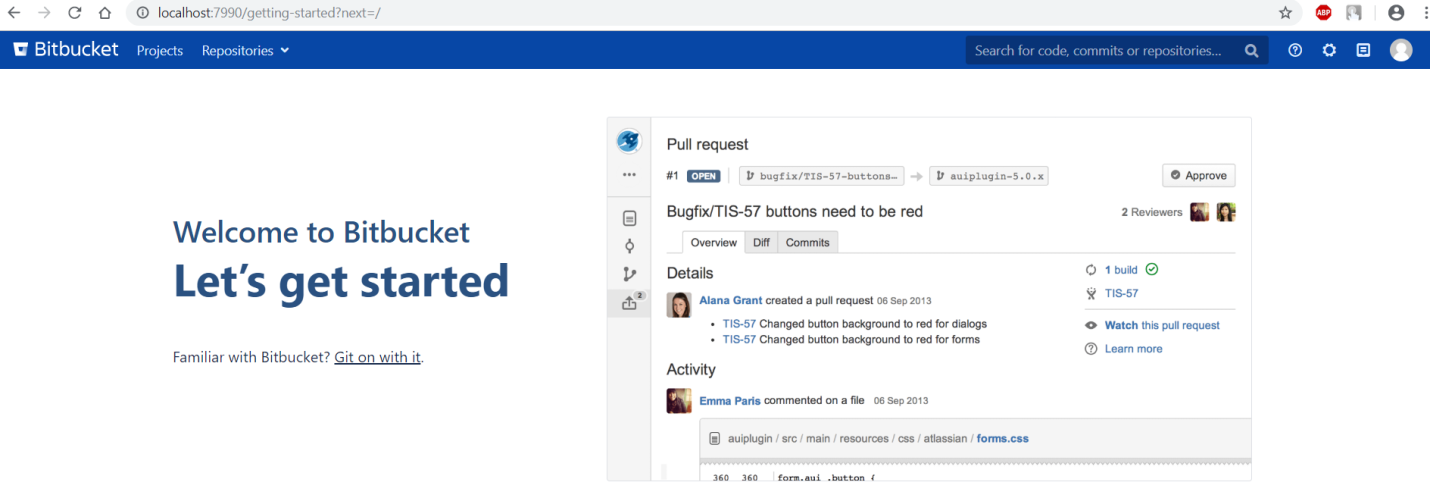 localhost:7990/getting-started?next=/
ABP
Bitbucket Projects Repositories Search for code, commits or repositories...
Welcome to Bitbucket
Let's get started
Familiar with Bitbucket? Git on with it.
Pull request
#1 OPEN bugfix/TIS-57-buttons… auiplugin-5.0.x Approve
Bugfix/TIS-57 buttons need to be red 2 Reviewers
Overview Diff Commits
Details
1 build
Alana Grant created a pull request 06 Sep 2013
TIS-57
2
• TIS-57 Changed button background to red for dialogs
• TIS-57 Changed button background to red for forms
Watch this pull request
Learn more
Activity
Emma Paris commented on a file 06 Sep 2013
auiplugin / src / main / resources / css / atlassian / forms.css
360 360 form.aui .button {